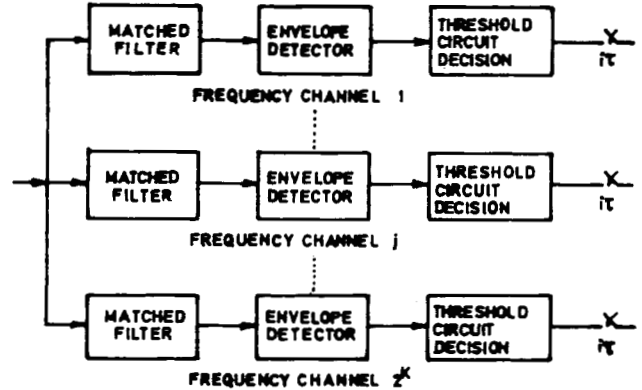 MATCHED FILTER
ENVELOPE DETECTOR
THRESHOLD CIRCUIT DECISION
iτ
FREQUENCY CHANNEL 1
MATCHED FILTER
ENVELOPE DETECTOR
THRESHOLD CIRCUIT DECISION
iτ
FREQUENCY CHANNEL j
MATCHED FILTER
ENVELOPE DETECTOR
THRESHOLD CIRCUIT DECISION
iτ
FREQUENCY CHANNEL 2^K